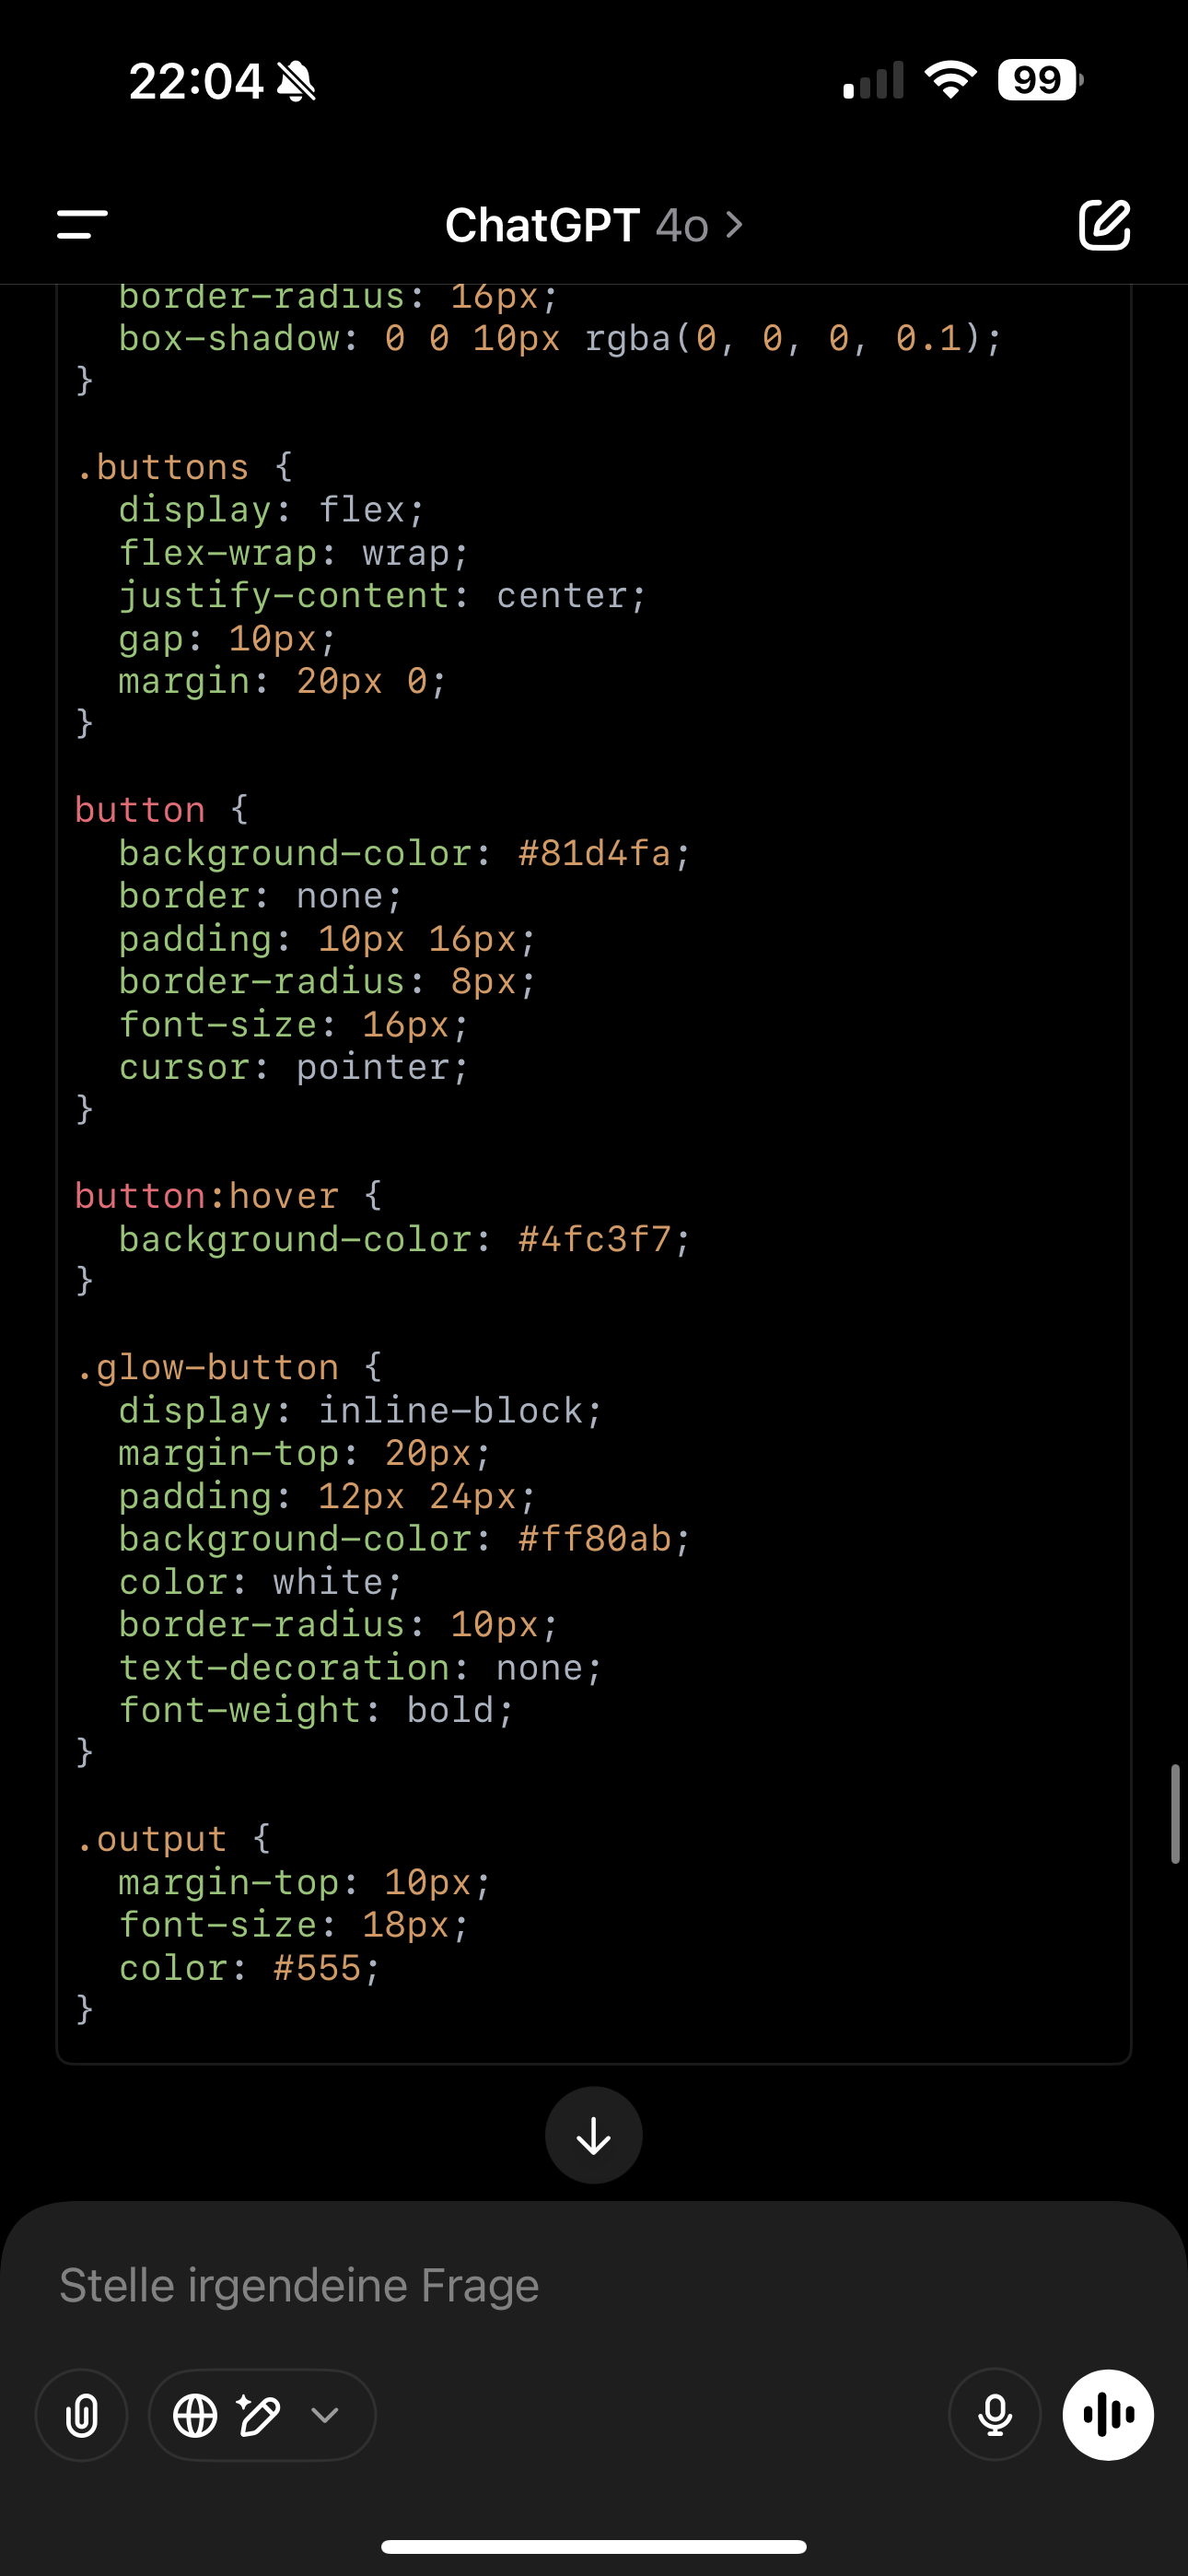 22:04
99
ChatGPT 4o >
border-radius: 16px;
box-shadow: 0 0 10px rgba(0, 0, 0, 0.1);
}
.buttons {
display: flex;
flex-wrap: wrap;
justify-content: center;
gap: 10px;
margin: 20px 0;
}
button {
background-color: #81d4fa;
border: none;
padding: 10px 16px;
border-radius: 8px;
font-size: 16px;
cursor: pointer;
}
button:hover {
background-color: #4fc3f7;
}
.glow-button {
display: inline-block;
margin-top: 20px;
padding: 12px 24px;
background-color: #ff80ab;
color: white;
border-radius: 10px;
text-decoration: none;
font-weight: bold;
}
.output {
margin-top: 10px;
font-size: 18px;
color: #555;
}
Stelle irgendeine Frage